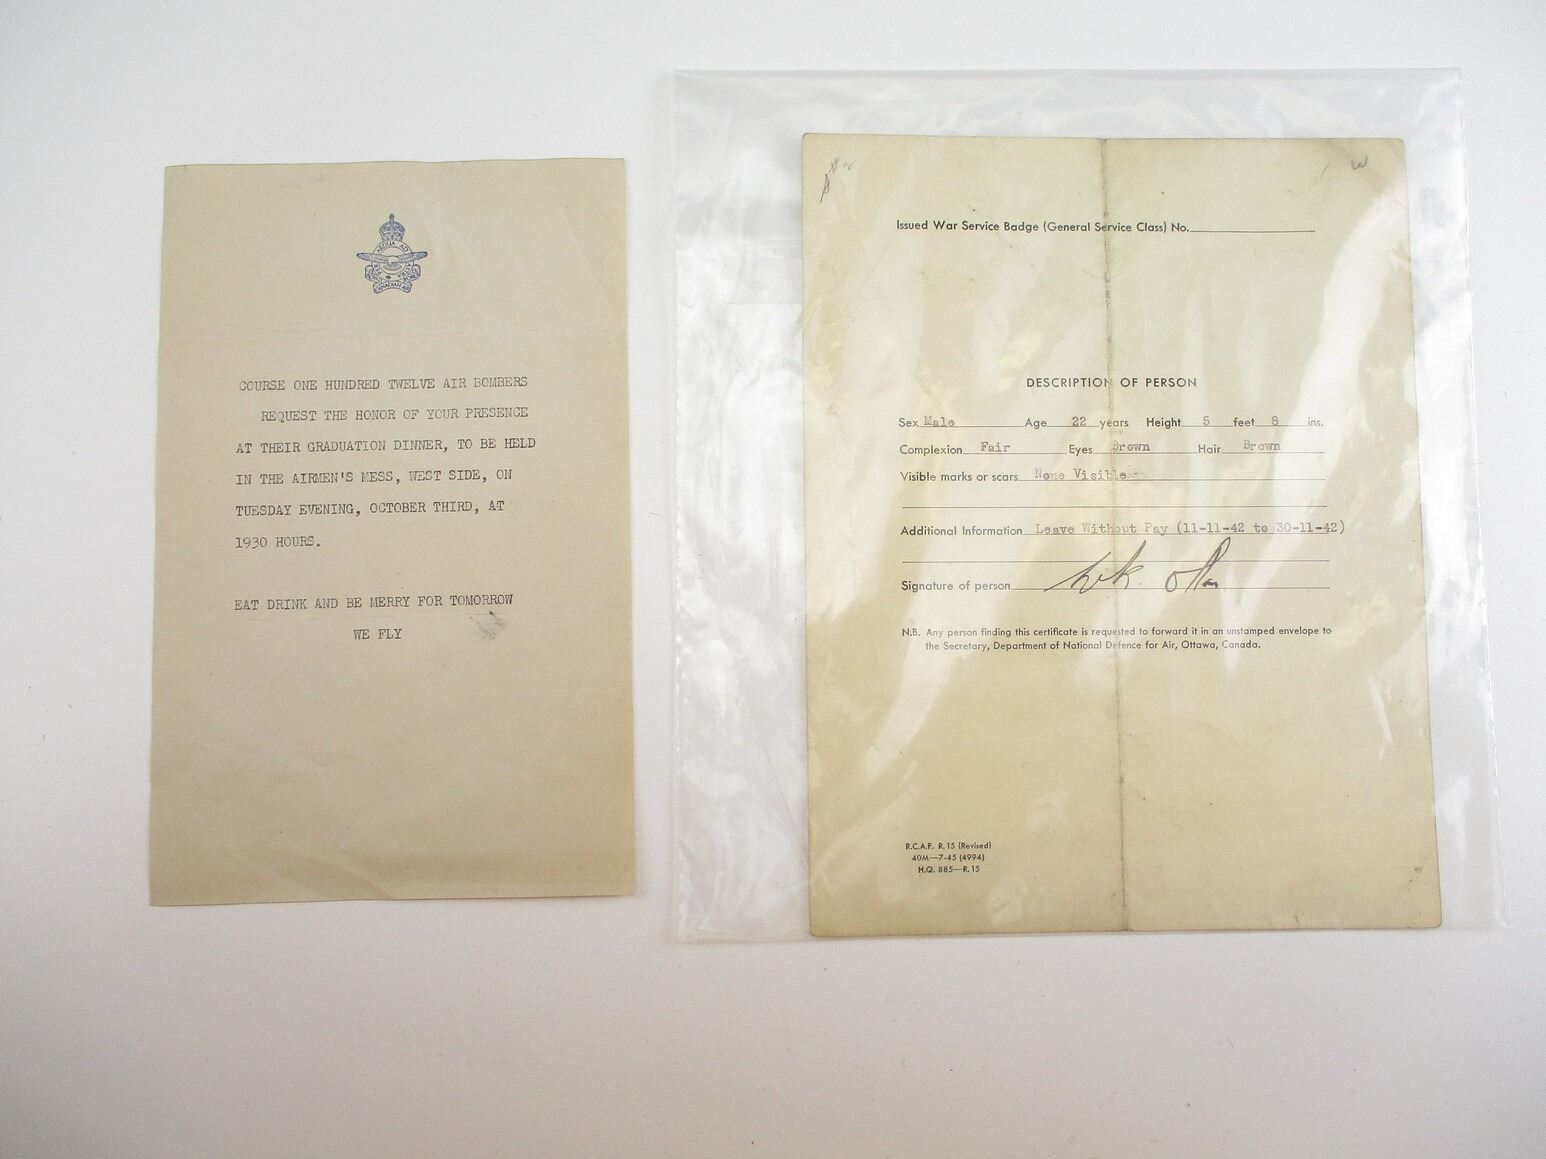 COURSE ONE HUNDRED TWELVE AIR BOMBERS
REQUEST THE HONOR OF YOUR PRESENCE
AT THEIR GRADUATION DINNER, TO BE HELD
IN THE AIRMEN'S MESS, WEST SIDE, ON
TUESDAY EVENING, OCTOBER THIRD, AT
1930 HOURS.
EAT DRINK AND BE MERRY FOR TOMORROW
WE FLY
Issued War Service Badge (General Service Class) No.
DESCRIPTION OF PERSON
Sex Male Age 22 years Height 5 feet 8 ins.
Complexion Fair Eyes Brown Hair Brown
Visible marks or scars None Visible
Additional Information Leave Without Pay (11-11-42 to 30-11-42)
Signature of person
N.B. Any person finding this certificate is requested to forward it in an unstamped envelope to
the Secretary, Department of National Defence for Air, Ottawa, Canada.
R.C.A.F. R.15 (Revised)
40M—7-45 (4994)
H.Q. 885—R.15